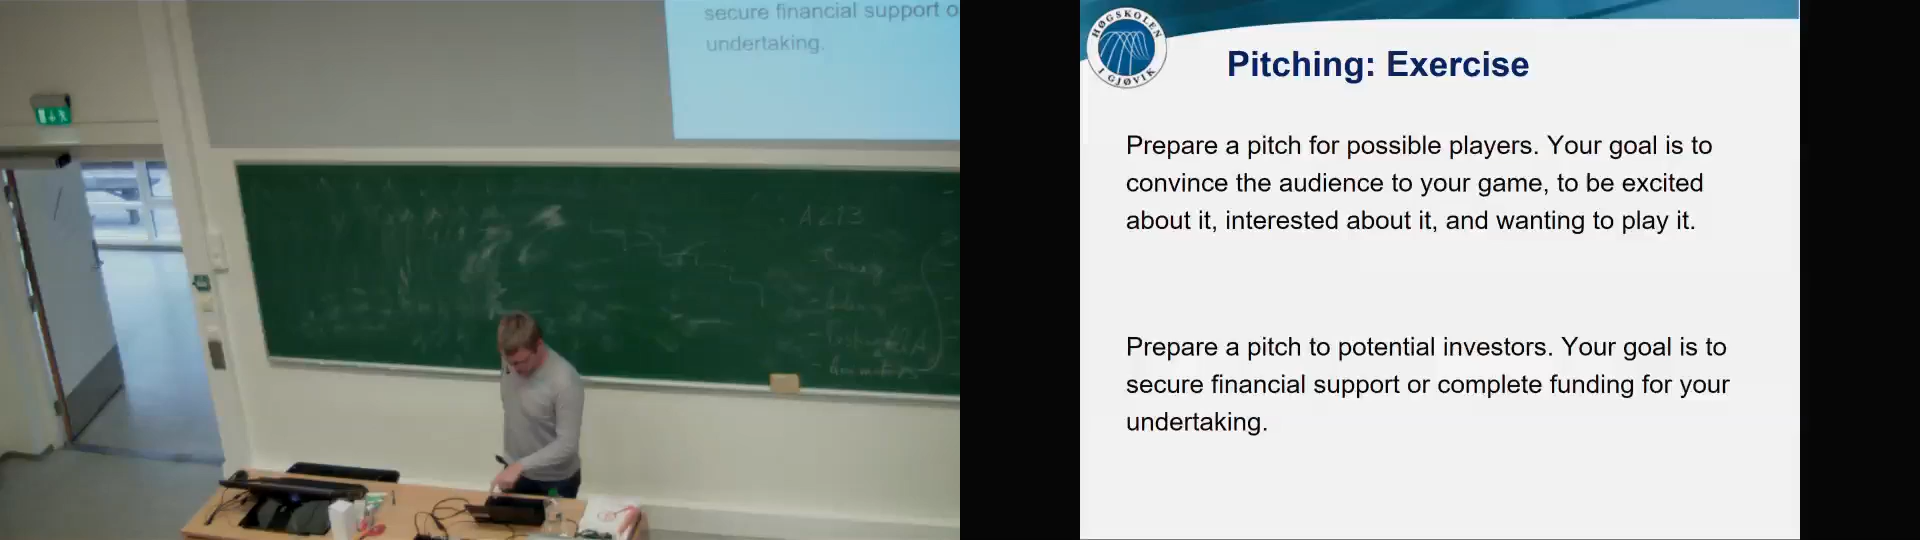 secure financial support o
undertaking.
HØGSKOLEN
I GJØVIK
Pitching: Exercise
Prepare a pitch for possible players. Your goal is to
convince the audience to your game, to be excited
about it, interested about it, and wanting to play it.
Prepare a pitch to potential investors. Your goal is to
secure financial support or complete funding for your
undertaking.